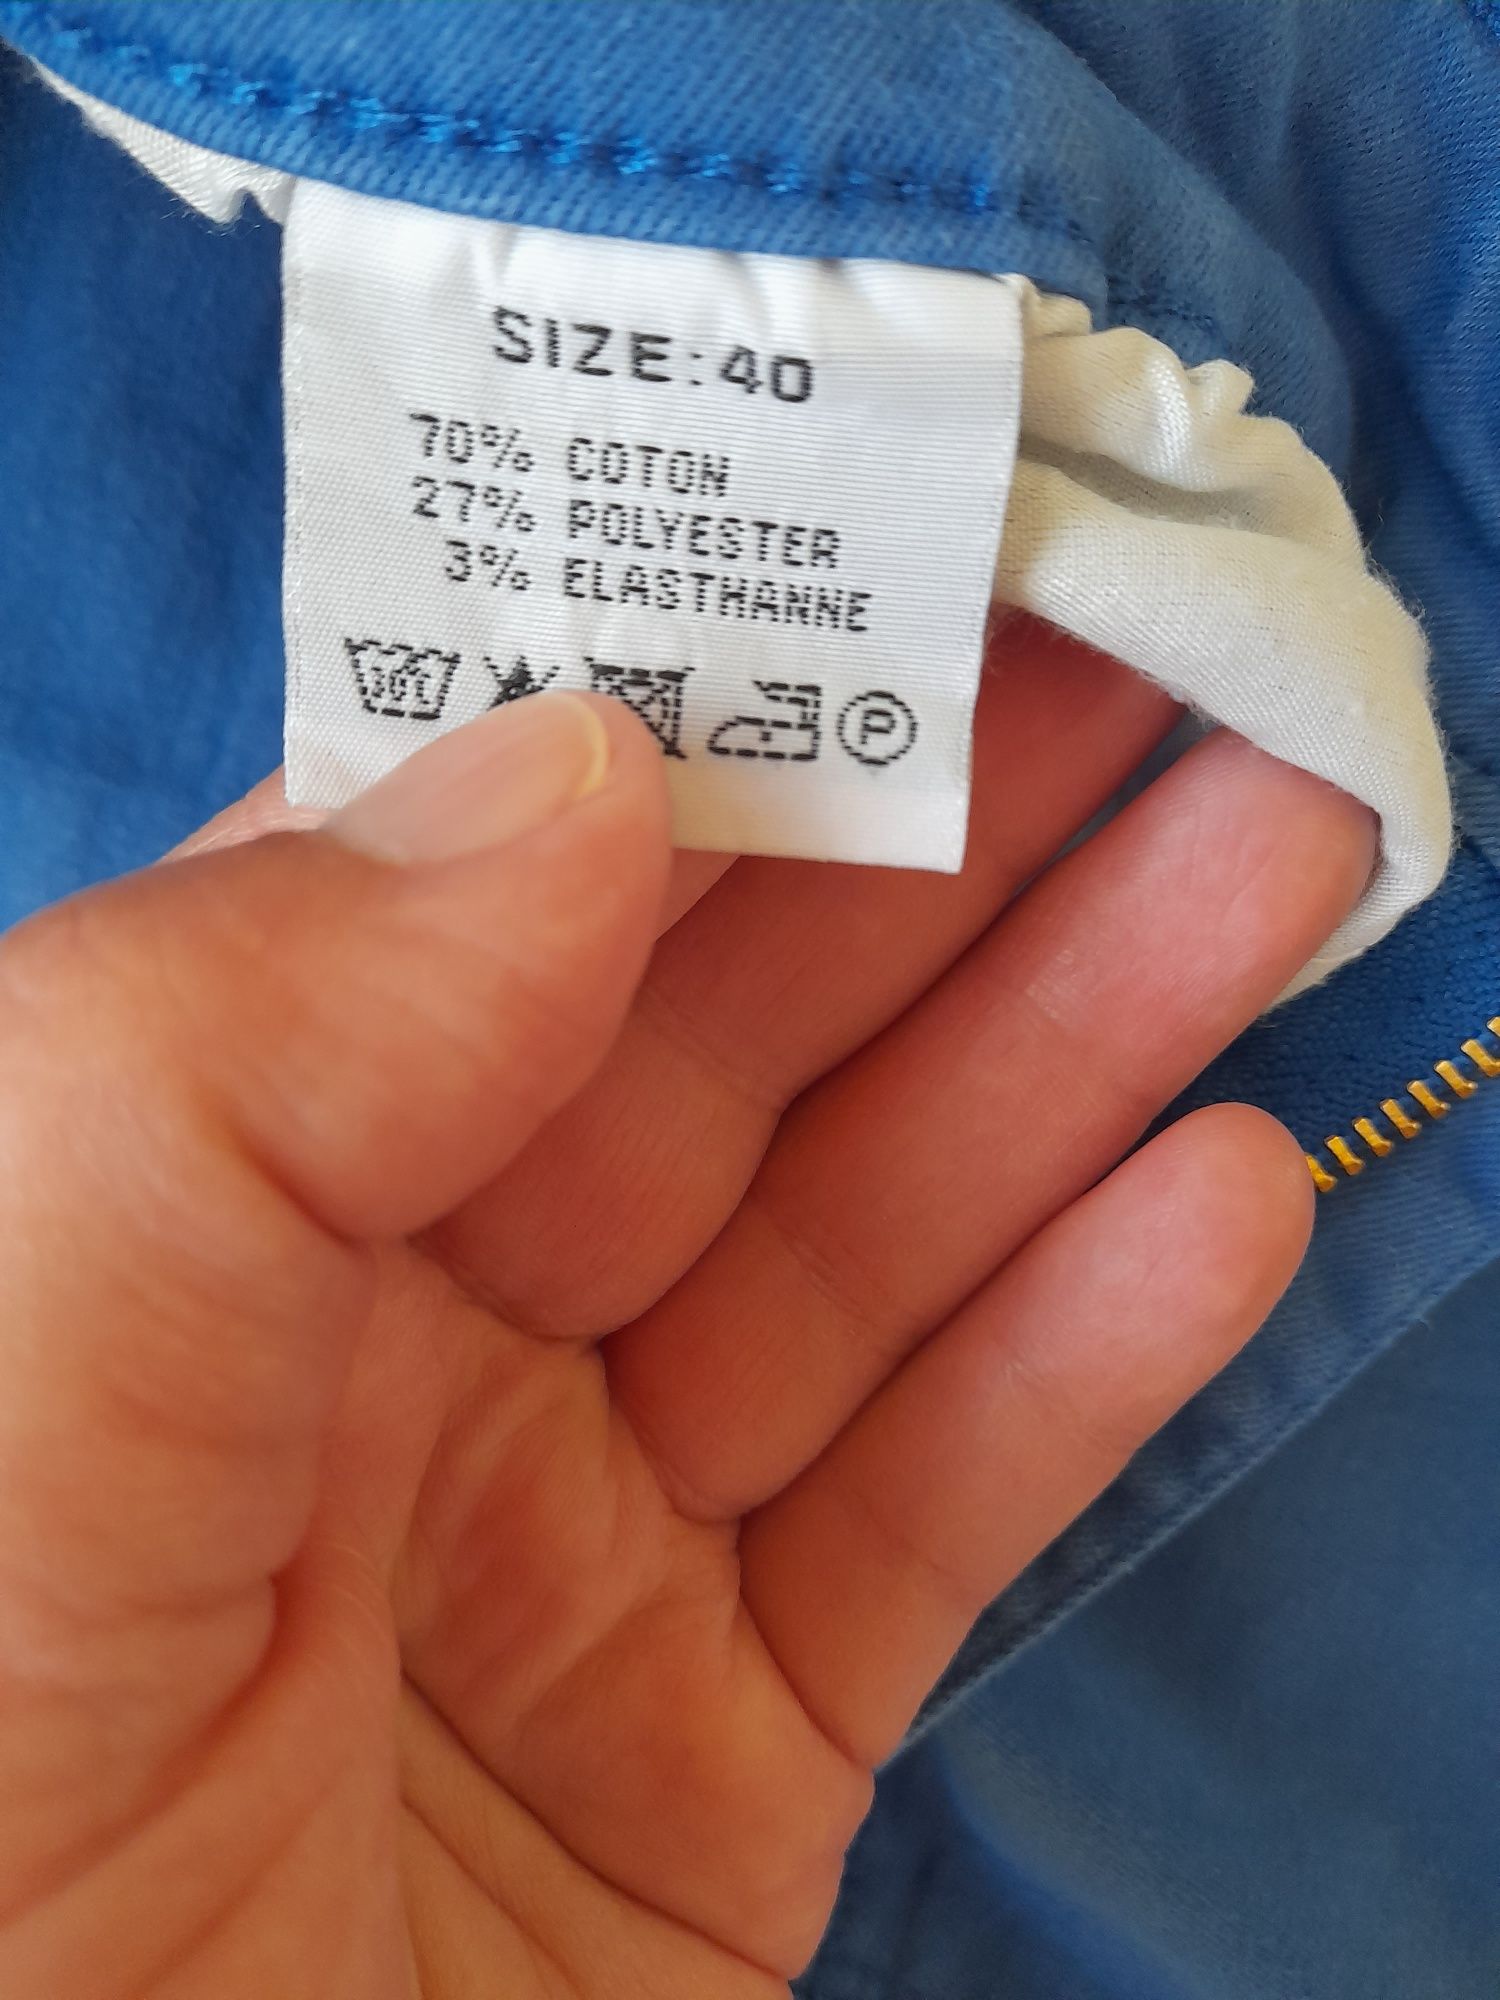 SIZE:40
70% COTON
27% POLYESTER
3% ELASTHANNE
P